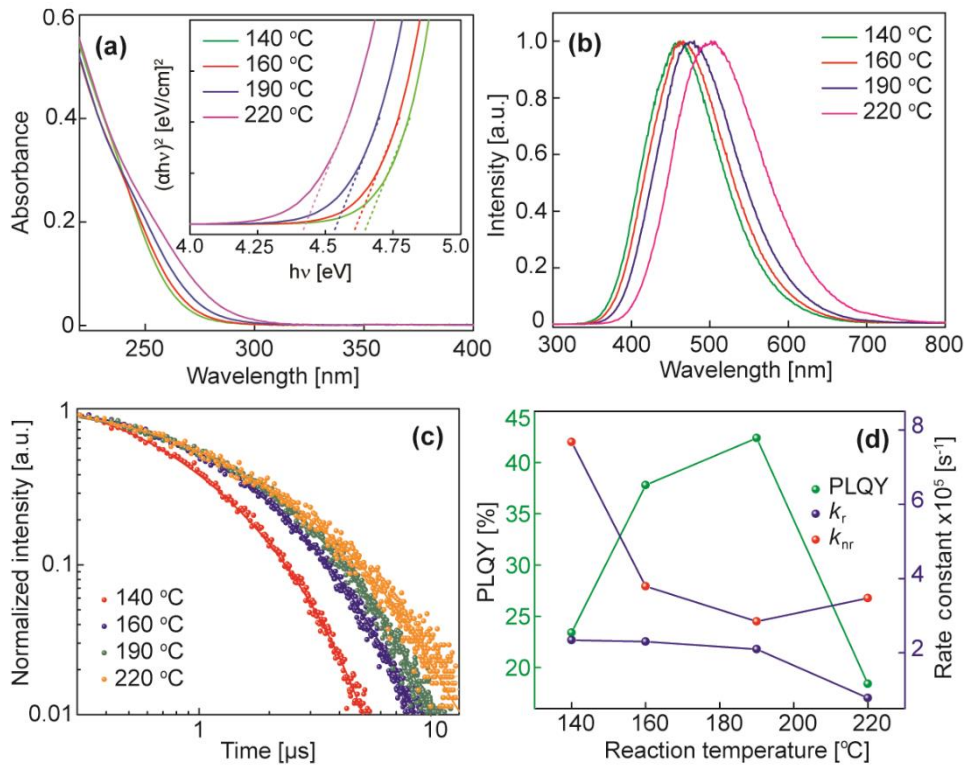 (a)
0.6
0.4
0.2
0
Absorbance
250
300
350
400
Wavelength [nm]
140 °C
160 °C
190 °C
220 °C
(αhν)² [eV/cm]²
4.0
4.25
4.5
4.75
5.0
hν [eV]
(b)
1.0
0.8
0.6
0.4
0.2
0
Intensity [a.u.]
300
400
500
600
700
800
Wavelength [nm]
140 °C
160 °C
190 °C
220 °C
(c)
1
0.1
0.01
Normalized intensity [a.u.]
140 °C
160 °C
190 °C
220 °C
1
10
Time [µs]
(d)
45
40
35
30
25
20
PLQY [%]
PLQY
kr
knr
8
6
4
2
Rate constant x10⁵ [s⁻¹]
140
160
180
200
220
Reaction temperature [°C]